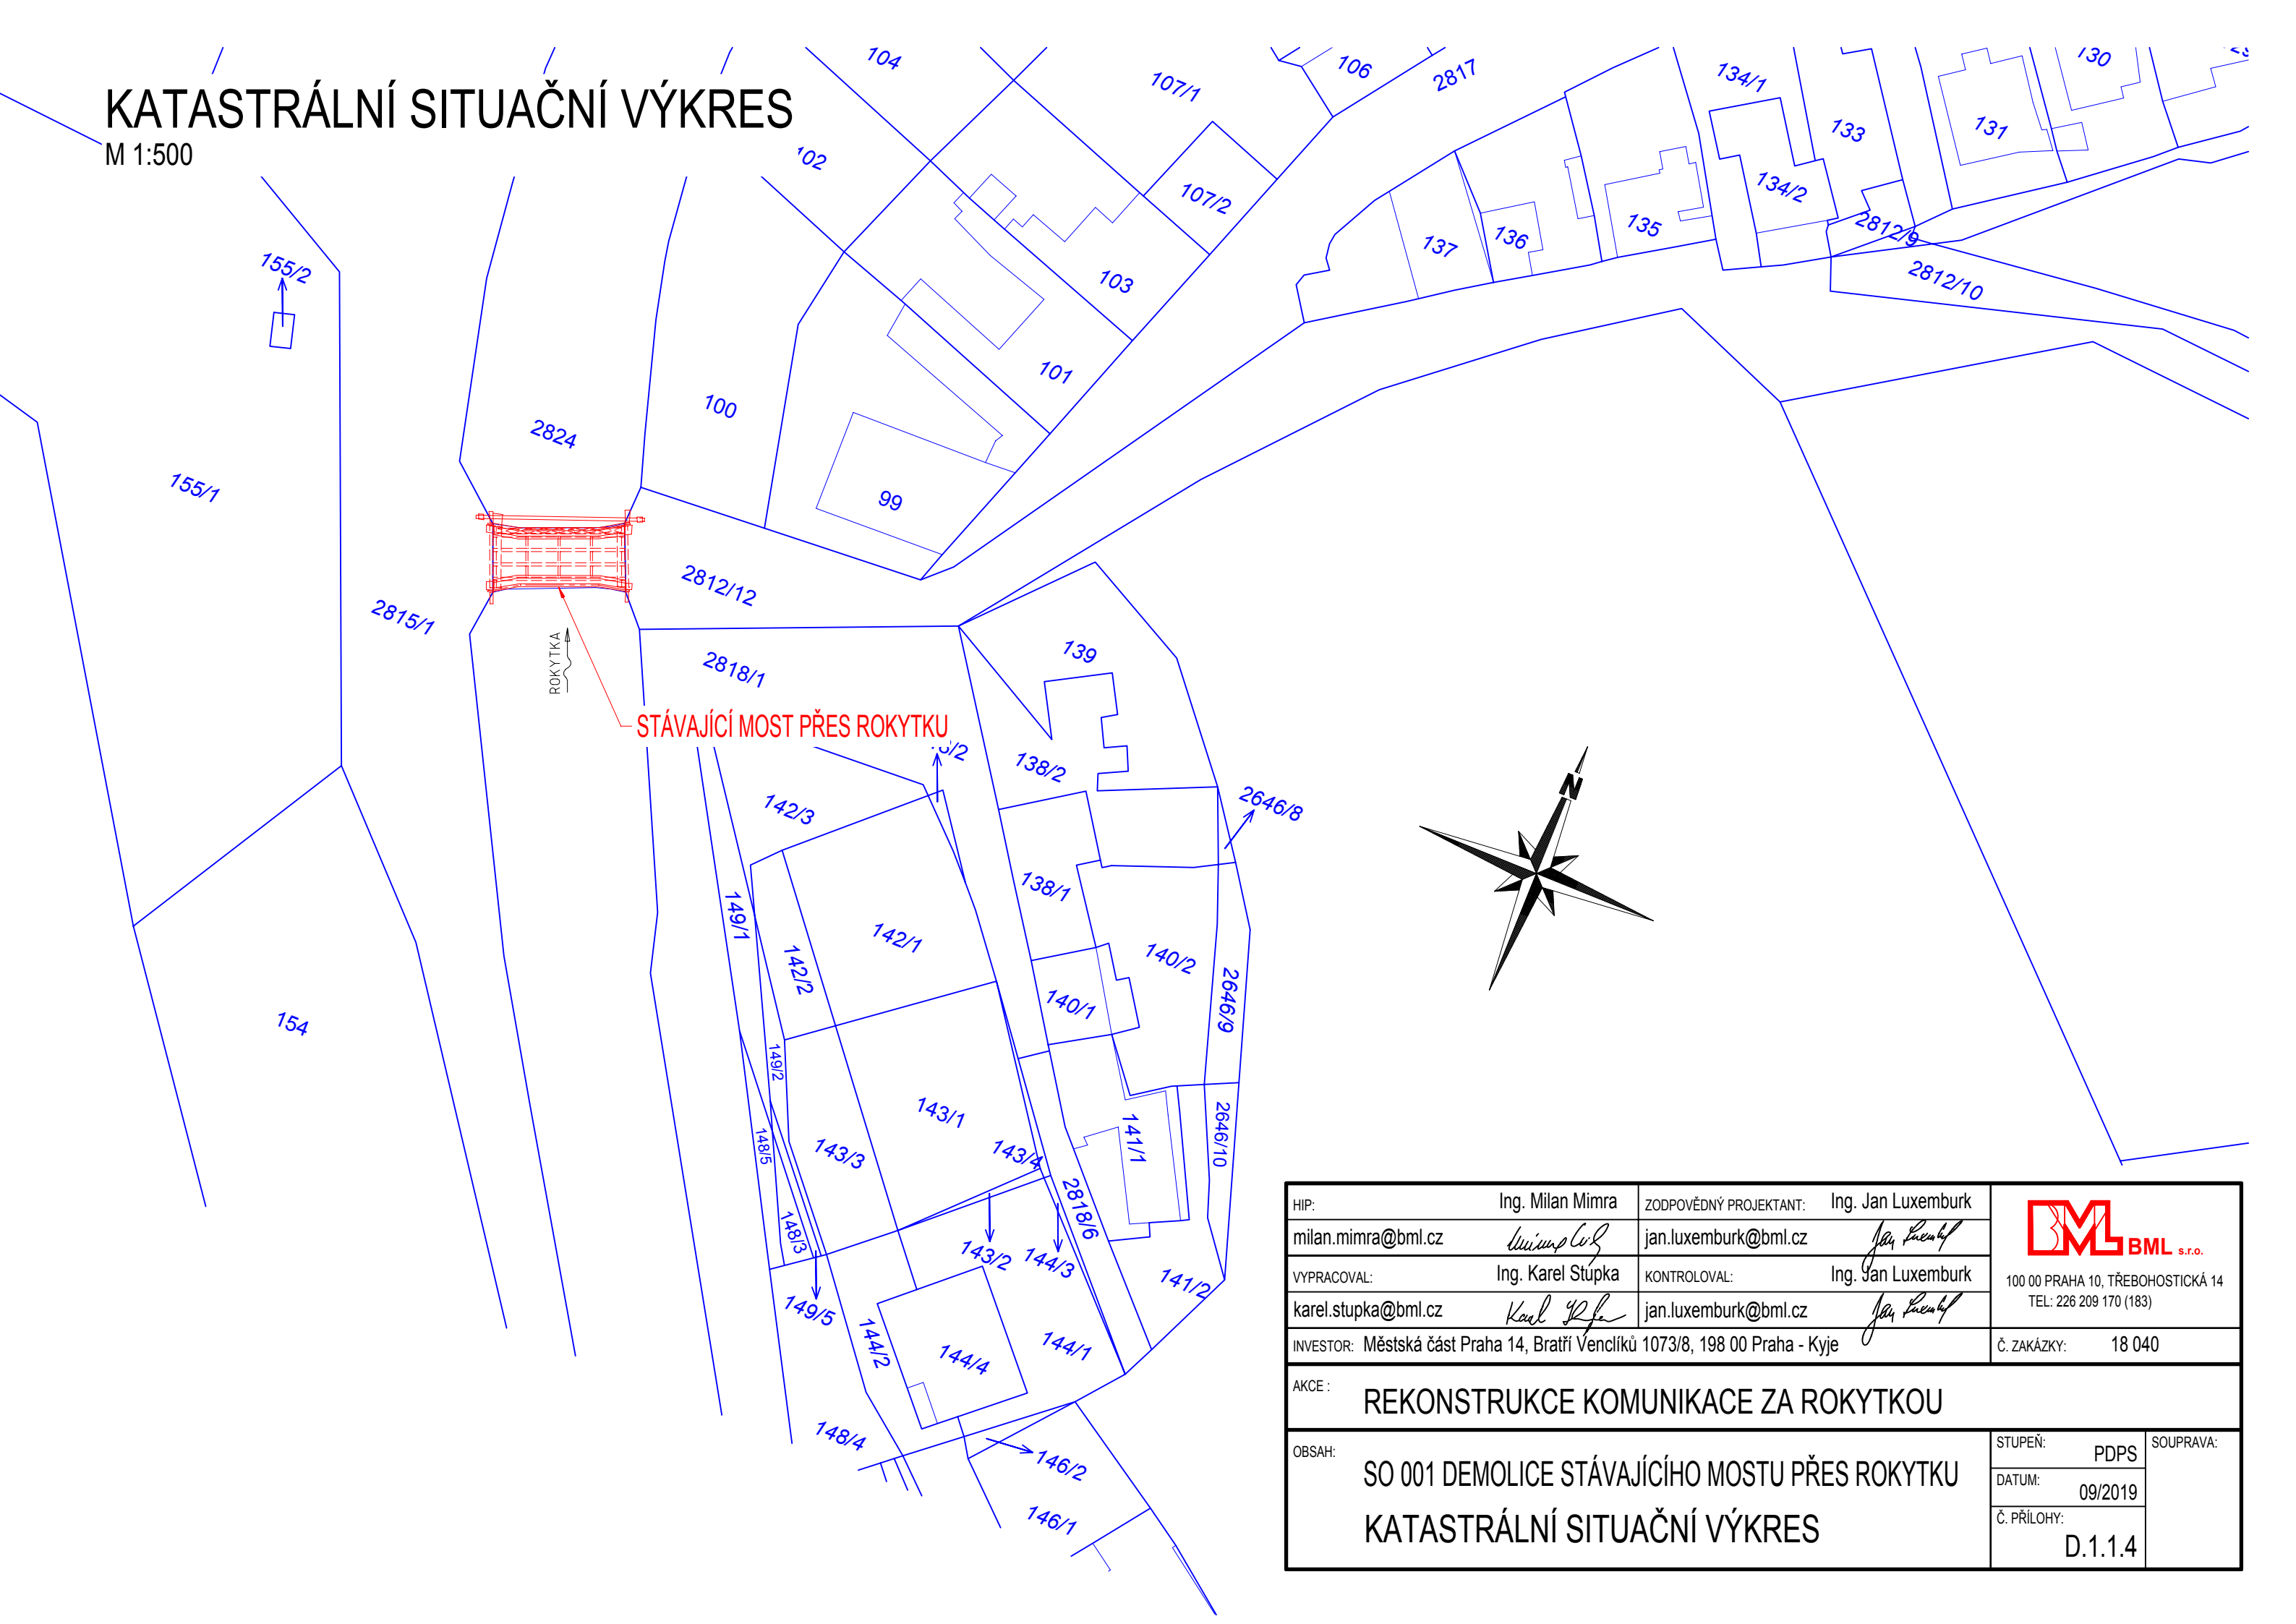 KATASTRÁLNÍ SITUAČNÍ VÝKRES
M 1:500
104
107/1
106
2817
134/1
130
133
131
102
107/2
134/2
135
136
137
2812/9
2812/10
103
155/2
101
100
2824
155/1
99
2812/12
2815/1
ROKYTKA
139
2818/1
STÁVAJÍCÍ MOST PŘES ROKYTKU
138/2
142/3
2646/8
138/1
149/1
142/1
142/2
140/2
2646/9
140/1
154
149/2
143/1
143/3
143/4
148/5
141/1
2646/10
2818/6
148/3
143/2
144/3
141/2
149/5
144/2
144/4
144/1
148/4
146/2
146/1
N
HIP: Ing. Milan Mimra ZODPOVĚDNÝ PROJEKTANT: Ing. Jan Luxemburk
milan.mimra@bml.cz jan.luxemburk@bml.cz
VYPRACOVAL: Ing. Karel Stupka KONTROLOVAL: Ing. Jan Luxemburk
karel.stupka@bml.cz jan.luxemburk@bml.cz
BML BML s.r.o.
100 00 PRAHA 10, TŘEBOHOSTICKÁ 14
TEL: 226 209 170 (183)
INVESTOR: Městská část Praha 14, Bratří Venclíků 1073/8, 198 00 Praha - Kyje
Č. ZAKÁZKY: 18 040
AKCE : REKONSTRUKCE KOMUNIKACE ZA ROKYTKOU
OBSAH: SO 001 DEMOLICE STÁVAJÍCÍHO MOSTU PŘES ROKYTKU
KATASTRÁLNÍ SITUAČNÍ VÝKRES
STUPEŇ: PDPS
SOUPRAVA:
DATUM: 09/2019
Č. PŘÍLOHY: D.1.1.4